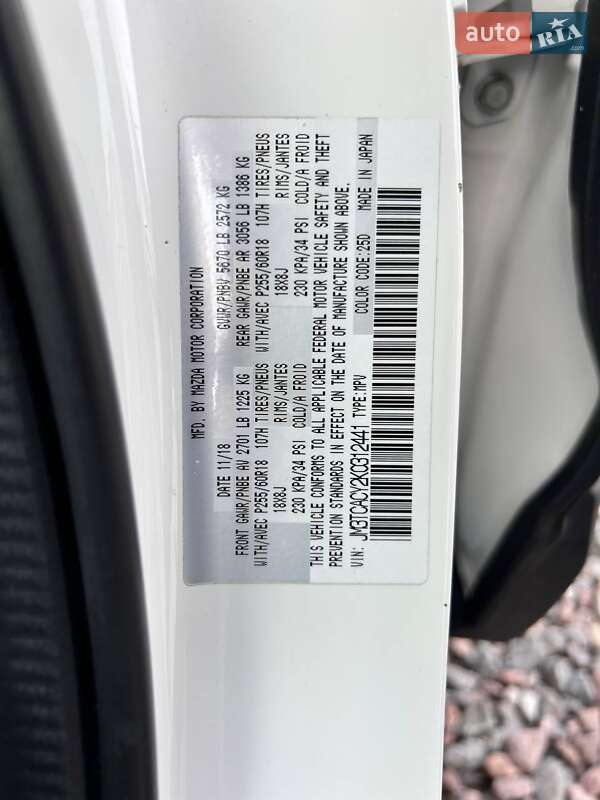 auto RIA.com
MFD. BY MAZDA MOTOR CORPORATION
DATE 11/18 GVWR/PNBV 5670 LB 2572 KG
FRONT GAWR/PNBE AV 2701 LB 1225 KG REAR GAWR/PNBE AR 3056 LB 1386 KG
WITH/AVEC P255/60R18 107H TIRES/PNEUS WITH/AVEC P255/60R18 107H TIRES/PNEUS
18X8J RIMS/JANTES 18X8J RIMS/JANTES
230 KPA/34 PSI COLD/A FROID 230 KPA/34 PSI COLD/A FROID
THIS VEHICLE CONFORMS TO ALL APPLICABLE FEDERAL MOTOR VEHICLE SAFETY AND THEFT
PREVENTION STANDARDS IN EFFECT ON THE DATE OF MANUFACTURE SHOWN ABOVE.
VIN: JM3TCACY2K0312441 TYPE:MPV COLOR CODE:25D MADE IN JAPAN